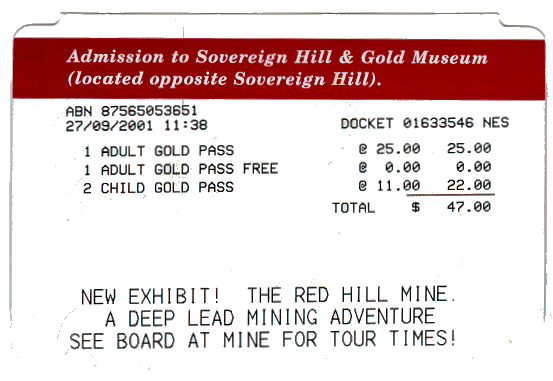 Admission to Sovereign Hill & Gold Museum
(located opposite Sovereign Hill).
ABN 87565053651
27/09/2001 11:38 DOCKET 01633546 NES
1 ADULT GOLD PASS @ 25.00 25.00
1 ADULT GOLD PASS FREE @ 0.00 0.00
2 CHILD GOLD PASS @ 11.00 22.00
TOTAL $ 47.00
NEW EXHIBIT! THE RED HILL MINE.
A DEEP LEAD MINING ADVENTURE
SEE BOARD AT MINE FOR TOUR TIMES!